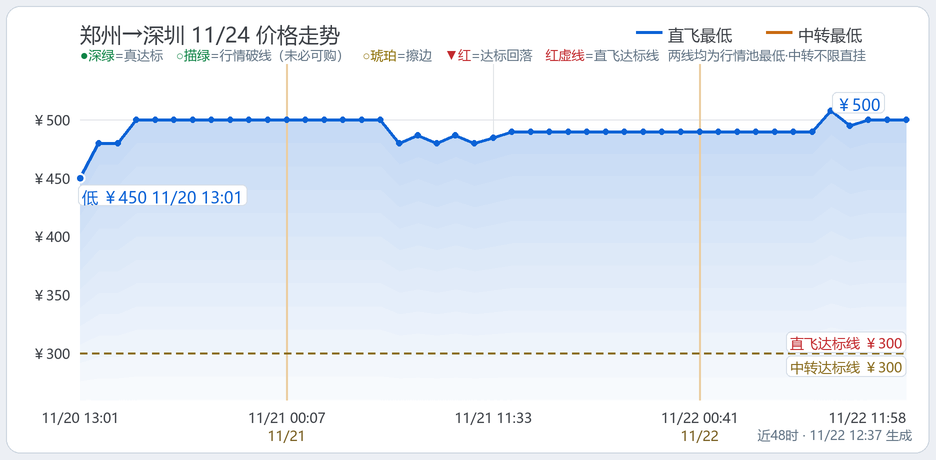 郑州→深圳 11/24 价格走势
直飞最低 中转最低
●深绿=真达标 ○描绿=行情破线（未必可购） ○琥珀=擦边 ▼红=达标回落 红虚线=直飞达标线 两线均为行情池最低·中转不限直挂
¥500
¥500
低 ¥450 11/20 13:01
¥450
¥400
¥350
¥300
直飞达标线 ¥300
中转达标线 ¥300
11/20 13:01 11/21 00:07 11/21 11:33 11/22 00:41 11/22 11:58
11/21 11/22
近48时 · 11/22 12:37 生成